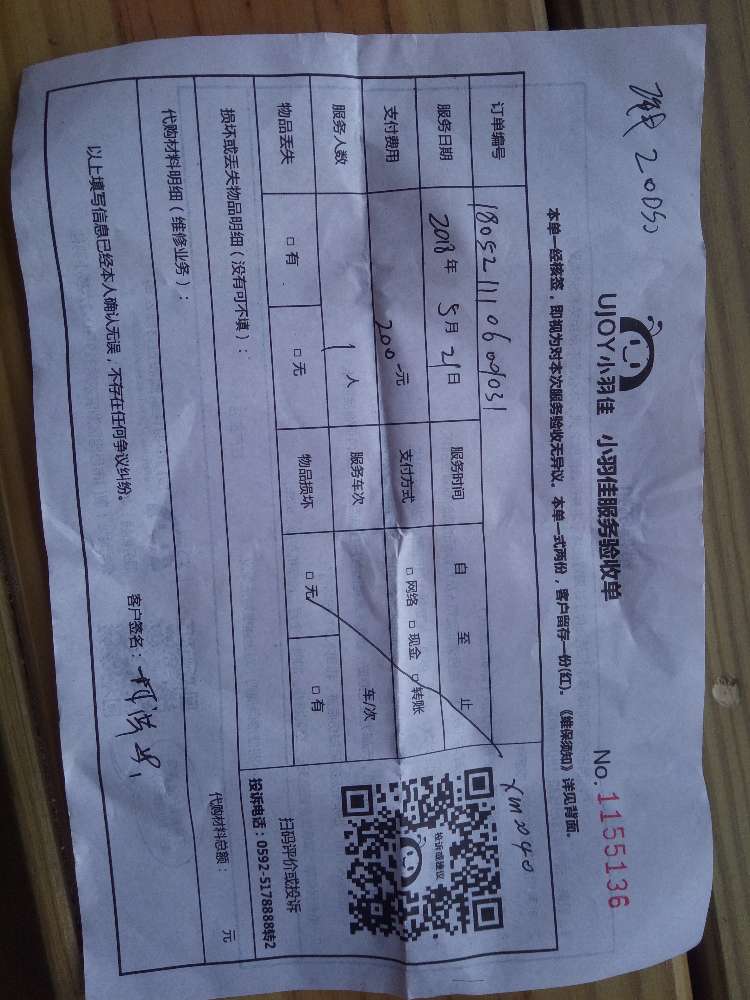 200
UJOY小羽佳 小羽佳服务验收单
No. 1155136
本单一经核签，即视为对本次服务验收无异议。本单一式两份，客户留存一份(红)。《维保须知》详见背面。
订单编号 180521110609031
服务日期 2018年5月21日 服务时间 自 至 止
支付费用 200元 支付方式 □网络 □现金 □转账
服务人数 1人 服务车次 车/次
物品丢失 □有 □无 物品损坏 □无 □有
xm2040
投诉或建议
扫码评价或投诉
投诉电话：0592-5178888转2
损坏或丢失物品明细（没有可不填）：
代购材料明细（维修业务）：
代购材料总额： 元
以上填写信息已经本人确认无误，不存在任何争议纠纷。
客户签名：